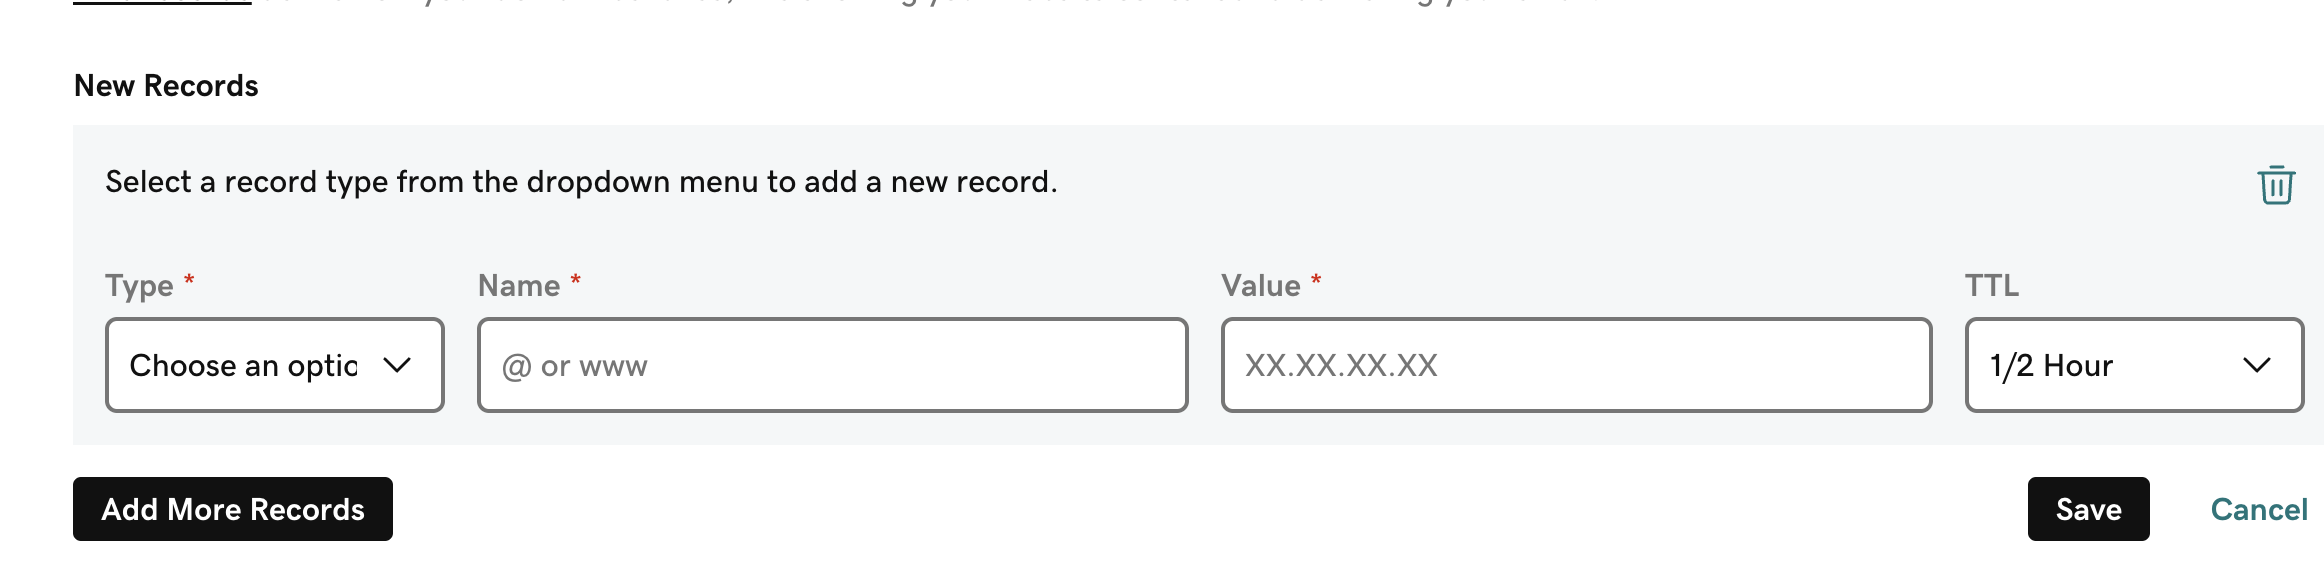 New Records
Select a record type from the dropdown menu to add a new record.
Type * Name * Value * TTL
Choose an optic @ or www XX.XX.XX.XX 1/2 Hour
Add More Records Save Cancel